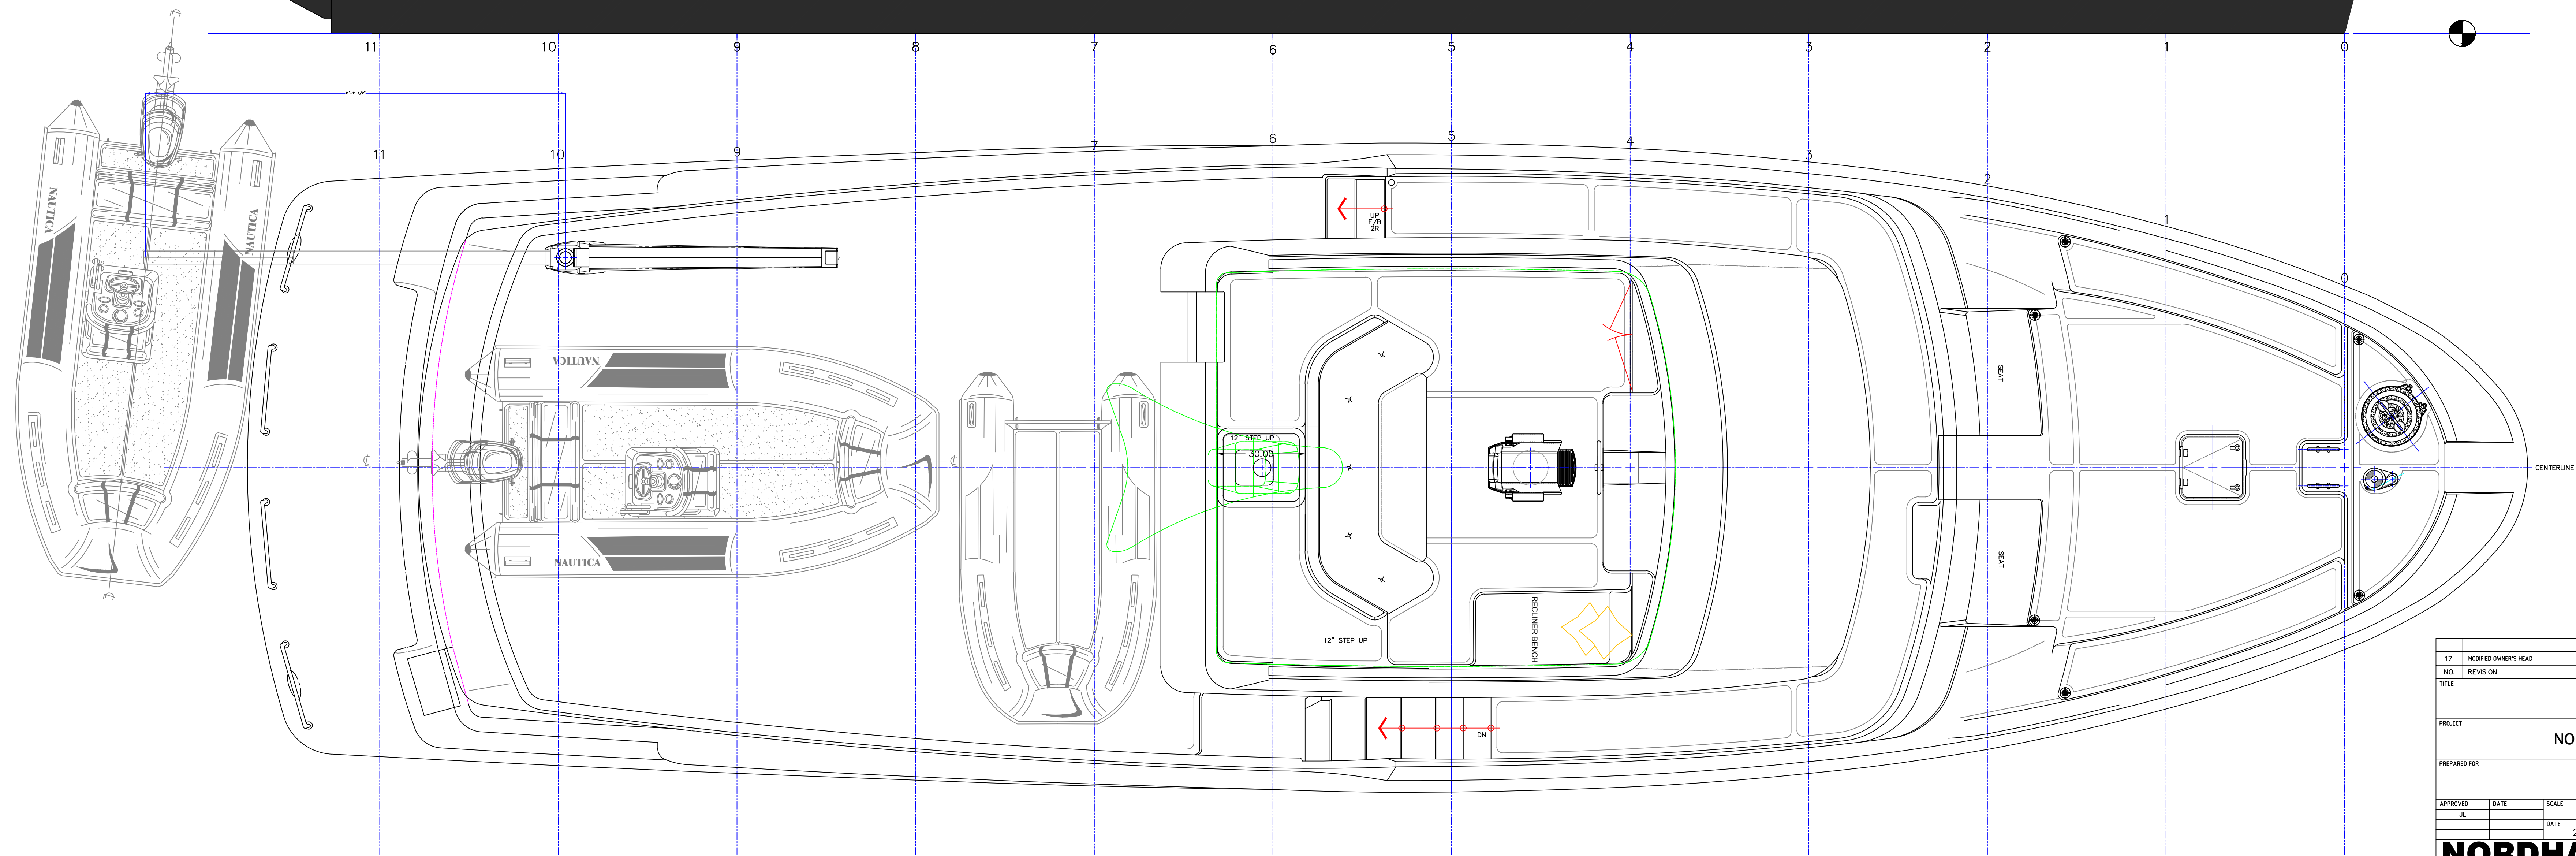 11 10 9 8 7 6 5 4 3 2 1 0
11 10 9 8 7 6 5 4 3 2 1 0
NAUTICA
NAUTICA
UP
F/B
2R
NAUTICA
NAUTICA
12" STEP UP
30.00
12" STEP UP
RECLINER BENCH
DN
SEAT
SEAT
CENTERLINE
17 MODIFIED OWNER'S HEAD
NO. REVISION
TITLE
PROJECT
NO
PREPARED FOR
APPROVED DATE SCALE
JL
DATE
2
NORDHA